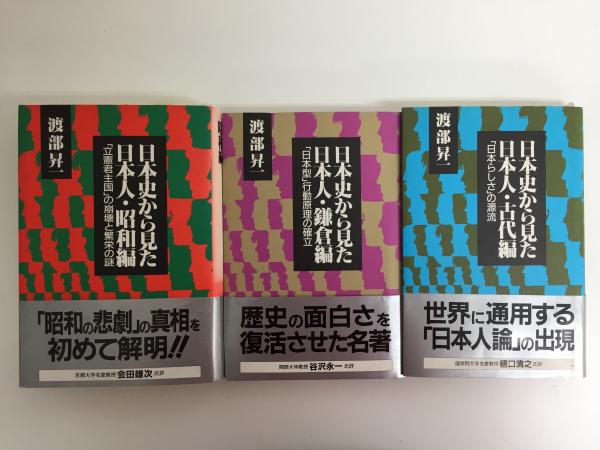 渡部昇一
日本史から見た
日本人・昭和編
「立憲君主国」の崩壊と繁栄の謎
「昭和の悲劇」の真相を
初めて解明!!
京都大学名誉教授 会田雄次 氏評
渡部昇一
日本史から見た
日本人・鎌倉編
「日本型」行動原理の確立
歴史の面白さを
復活させた名著
関西大学教授 谷沢永一 氏評
渡部昇一
日本史から見た
日本人・古代編
「日本らしさ」の源流
世界に通用する
「日本人論」の出現
国学院大学名誉教授 樋口清之 氏評